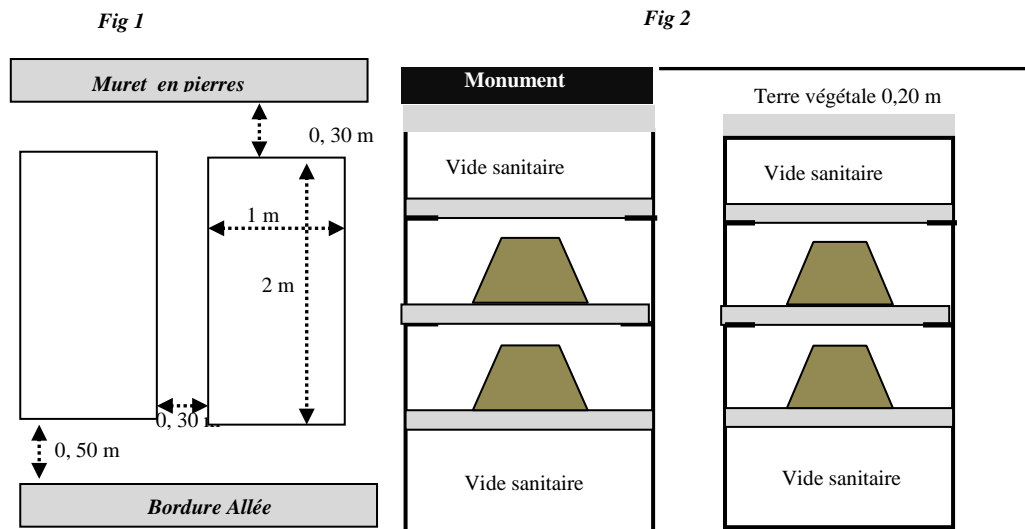 Fig 1
Fig 2
Muret en pierres
0, 30 m
1 m
2 m
0, 30 m
0, 50 m
Bordure Allée
Monument
Terre végétale 0,20 m
Vide sanitaire
Vide sanitaire
Vide sanitaire
Vide sanitaire